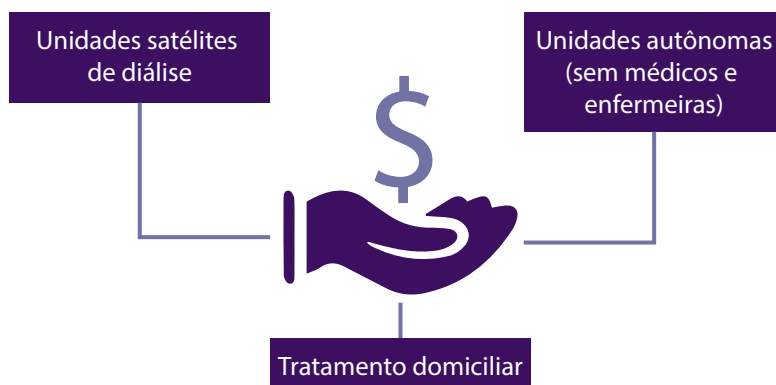 Unidades satélites
de diálise
Unidades autônomas
(sem médicos e
enfermeiras)
$
Tratamento domiciliar